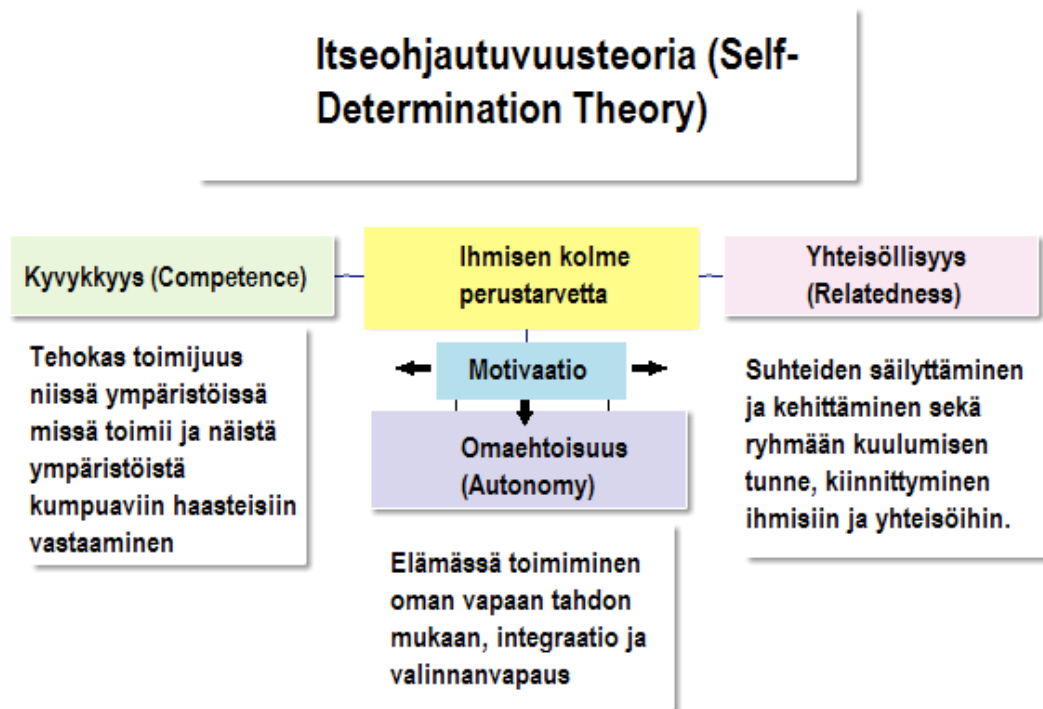 Itseohjautuvuusteoria (Self-
Determination Theory)
Kyvykkyys (Competence)
Tehokas toimijuus
niissä ympäristöissä
missä toimii ja näistä
ympäristöistä
kumpuaviin haasteisiin
vastaaminen
Ihmisen kolme
perustarvetta
Motivaatio
Omaehtoisuus
(Autonomy)
Elämässä toimiminen
oman vapaan tahdon
mukaan, integraatio ja
valinnanvapaus
Yhteisöllisyys
(Relatedness)
Suhteiden säilyttäminen
ja kehittäminen sekä
ryhmään kuulumisen
tunne, kiinnittyminen
ihmisiin ja yhteisöihin.